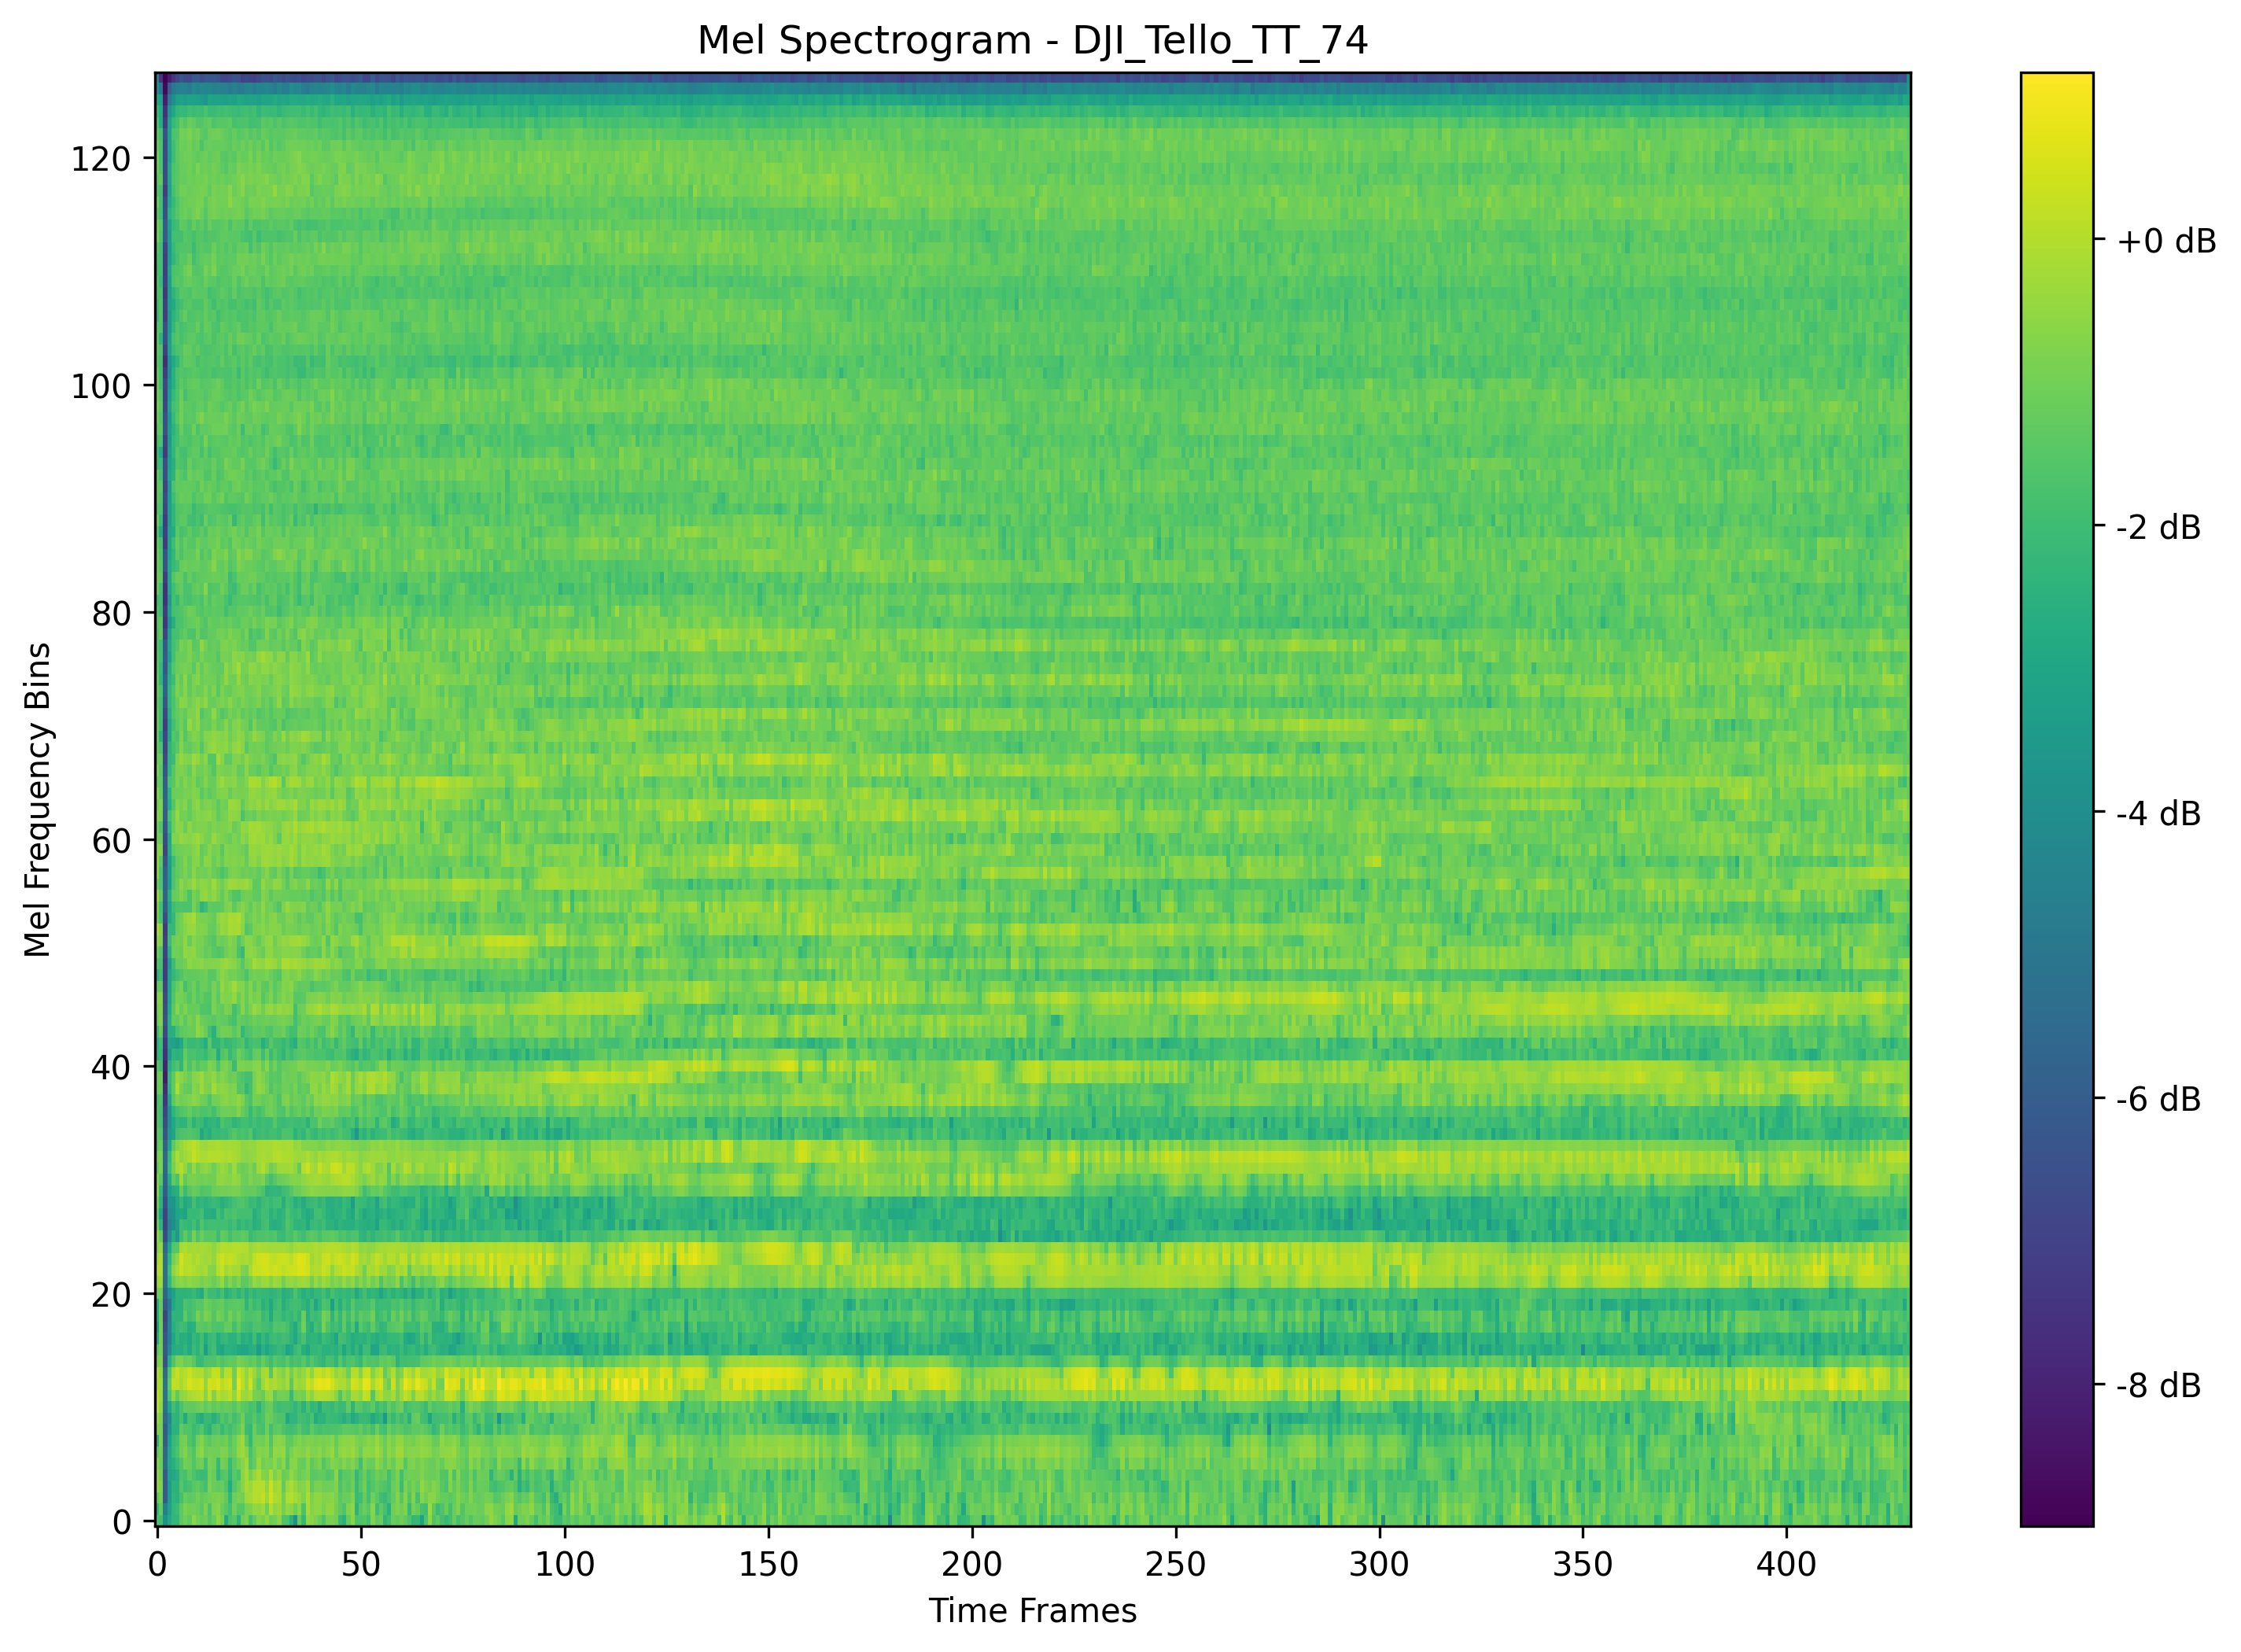 Mel Spectrogram - DJI_Tello_TT_74
Mel Frequency Bins
120
100
80
60
40
20
0
0 50 100 150 200 250 300 350 400
Time Frames
+0 dB
-2 dB
-4 dB
-6 dB
-8 dB